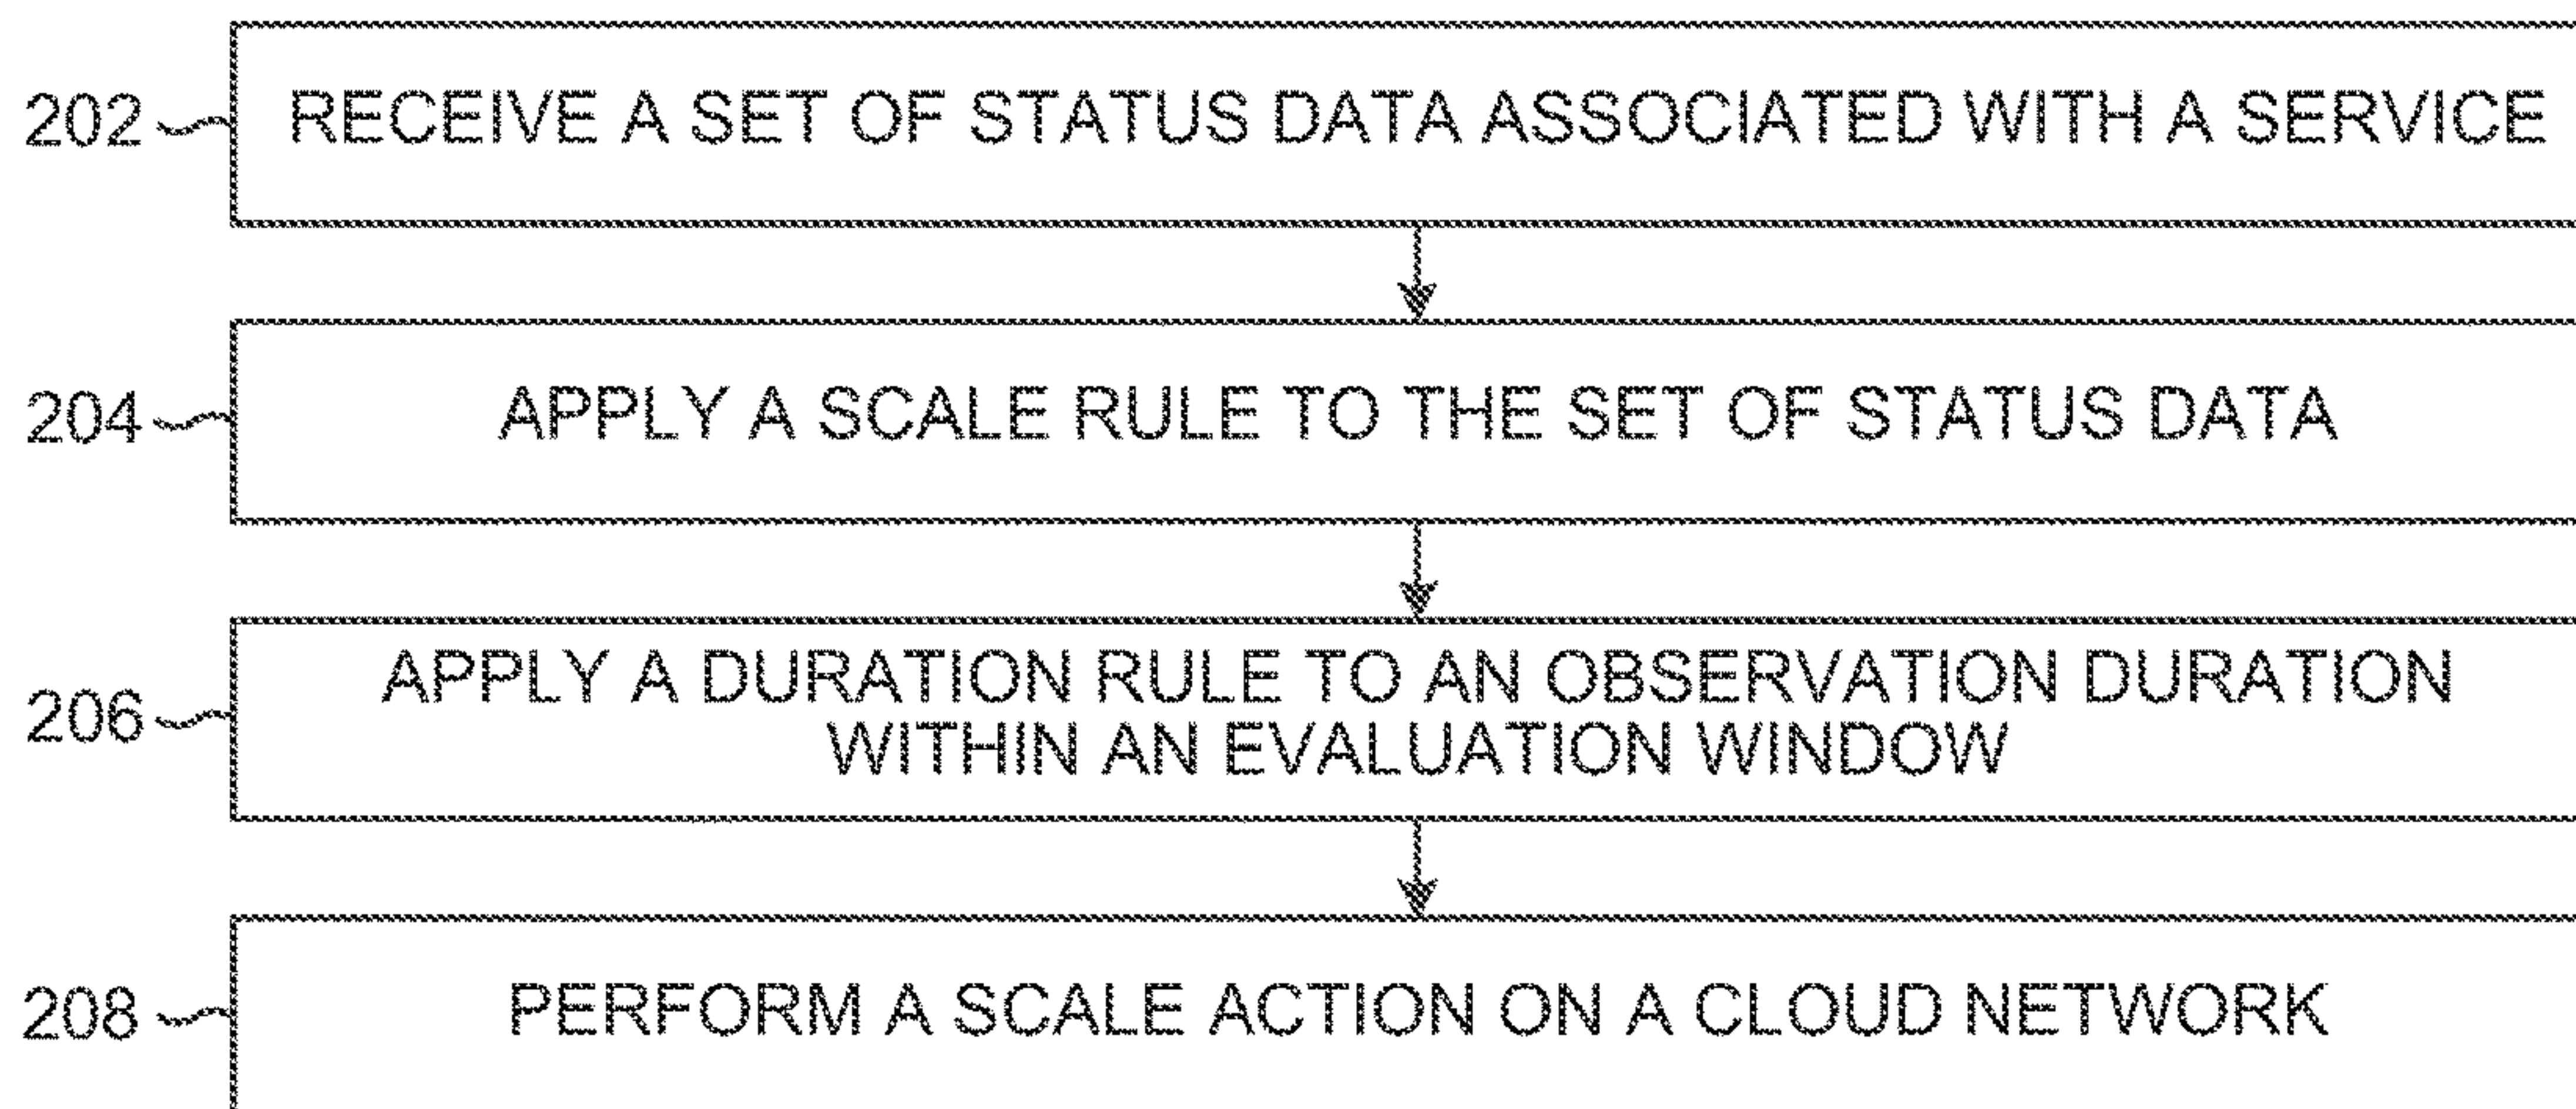 202 RECEIVE A SET OF STATUS DATA ASSOCIATED WITH A SERVICE
204 APPLY A SCALE RULE TO THE SET OF STATUS DATA
206 APPLY A DURATION RULE TO AN OBSERVATION DURATION
WITHIN AN EVALUATION WINDOW
208 PERFORM A SCALE ACTION ON A CLOUD NETWORK